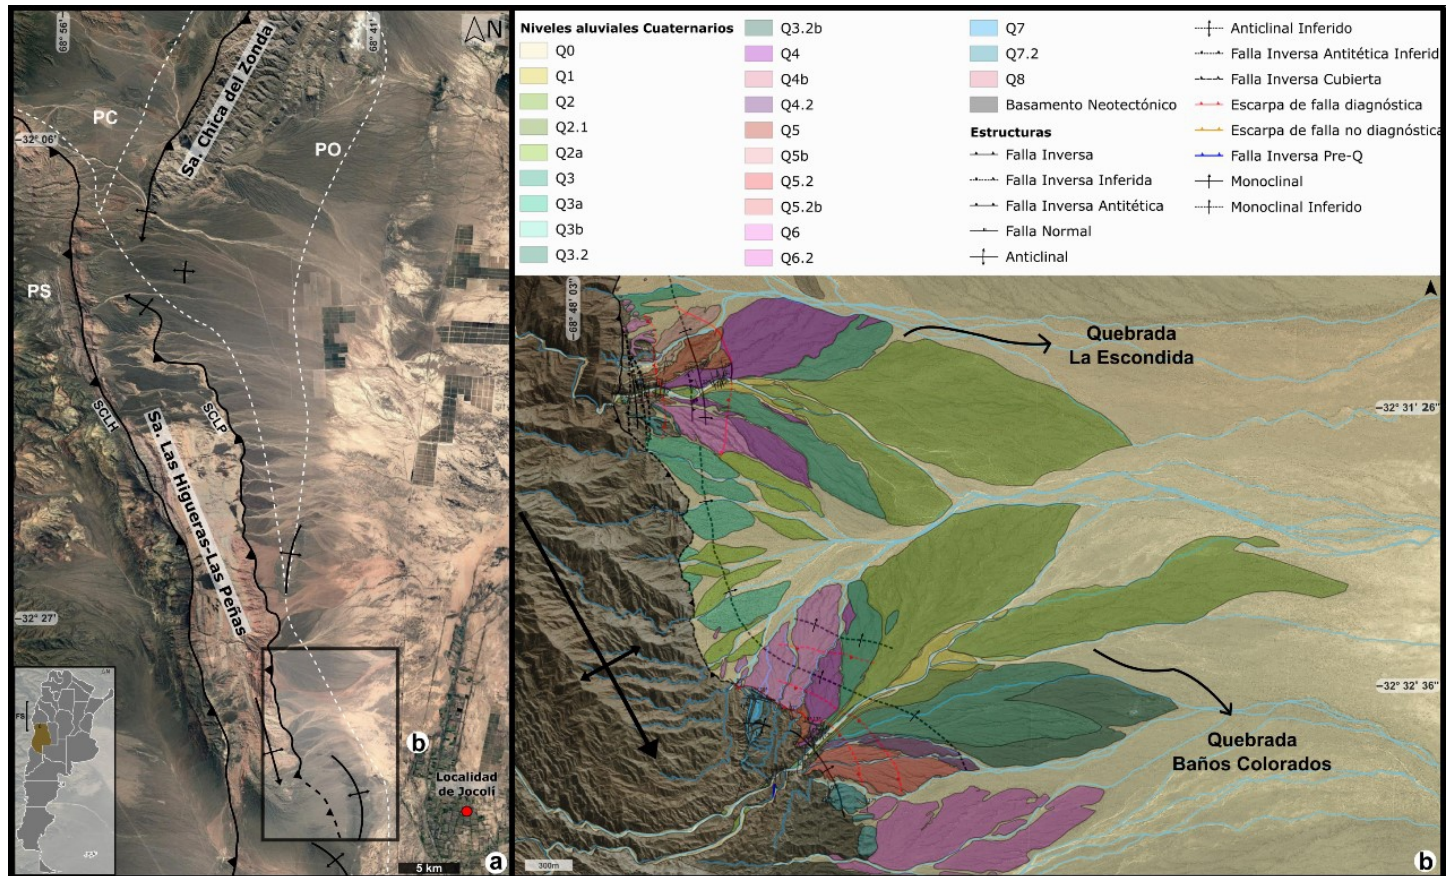 68° 56'
68° 41'
N
Sa. Chica del Zonda
PC
PO
−32° 06'
PS
SCLH
SCLP
Sa. Las Higueras-Las Peñas
−32° 27'
FS
b
Localidad
de Jocolí
5 km
a
Niveles aluviales Cuaternarios
Q0
Q1
Q2
Q2.1
Q2a
Q3
Q3a
Q3b
Q3.2
Q3.2b
Q4
Q4b
Q4.2
Q5
Q5b
Q5.2
Q5.2b
Q6
Q6.2
Q7
Q7.2
Q8
Basamento Neotectónico
Estructuras
Falla Inversa
Falla Inversa Inferida
Falla Inversa Antitética
Falla Normal
Anticlinal
Anticlinal Inferido
Falla Inversa Antitética Inferid
Falla Inversa Cubierta
Escarpa de falla diagnóstica
Escarpa de falla no diagnóstica
Falla Inversa Pre-Q
Monoclinal
Monoclinal Inferido
−68° 48' 03"
Quebrada
La Escondida
−32° 31' 26"
−32° 32' 36"
Quebrada
Baños Colorados
300m
b